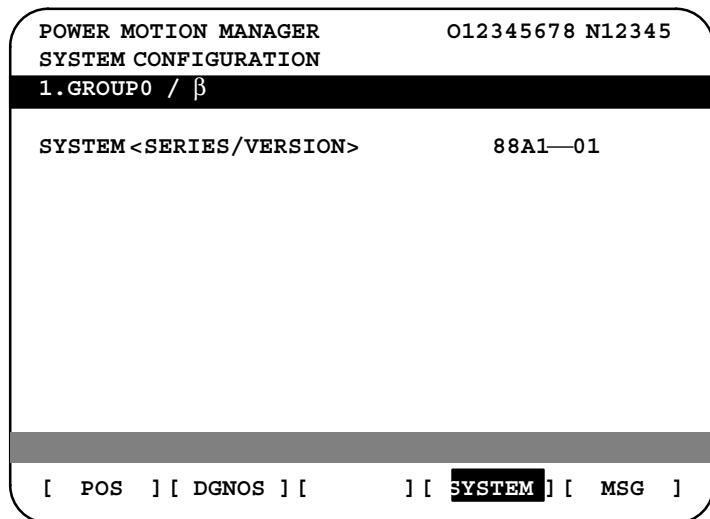 POWER MOTION MANAGER O12345678 N12345
SYSTEM CONFIGURATION
1.GROUP0 / β
SYSTEM<SERIES/VERSION> 88A1—01
[ POS ][ DGNOS ][ ][ SYSTEM ][ MSG ]